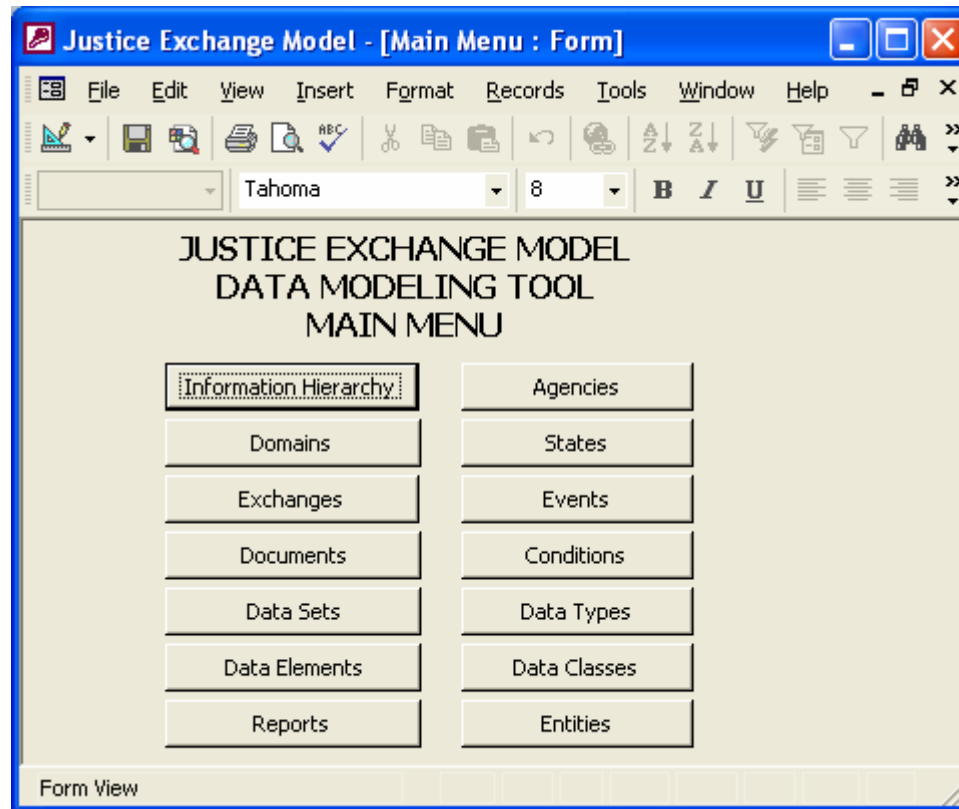 Justice Exchange Model - [Main Menu : Form]
File Edit View Insert Format Records Tools Window Help
ABC A Z Z A
Tahoma 8 B I U
JUSTICE EXCHANGE MODEL
DATA MODELING TOOL
MAIN MENU
Information Hierarchy Agencies
Domains States
Exchanges Events
Documents Conditions
Data Sets Data Types
Data Elements Data Classes
Reports Entities
Form View